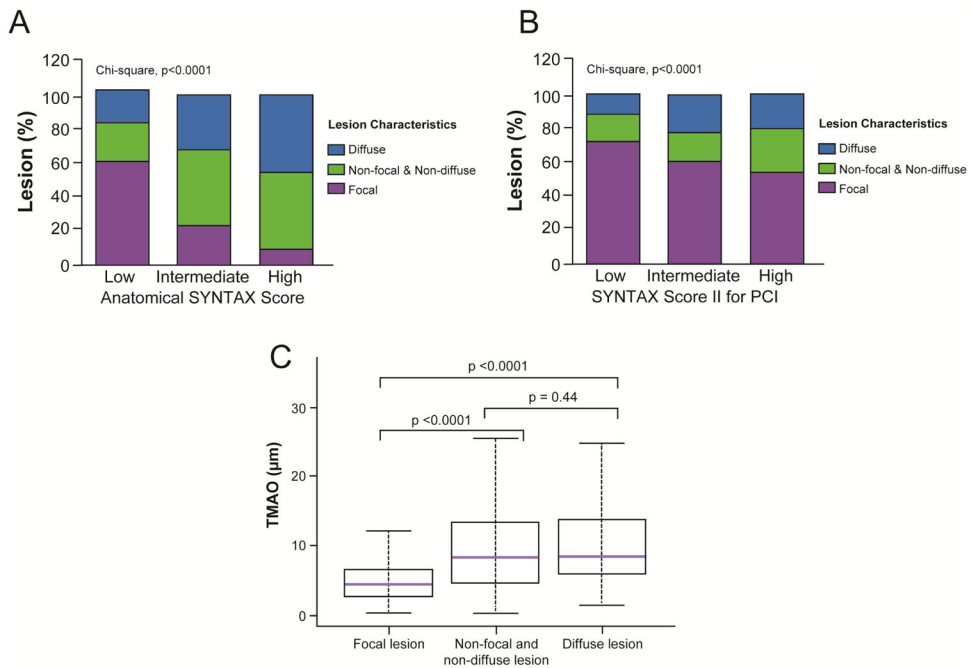 A
120
100
80
60
40
20
0
Lesion (%)
Chi-square, p<0.0001
Lesion Characteristics
Diffuse
Non-focal & Non-diffuse
Focal
Low Intermediate High
Anatomical SYNTAX Score
B
120
100
80
60
40
20
0
Lesion (%)
Chi-square, p<0.0001
Lesion Characteristics
Diffuse
Non-focal & Non-diffuse
Focal
Low Intermediate High
SYNTAX Score II for PCI
C
30
20
10
0
TMAO (µm)
p <0.0001
p = 0.44
p <0.0001
Focal lesion
Non-focal and
non-diffuse lesion
Diffuse lesion